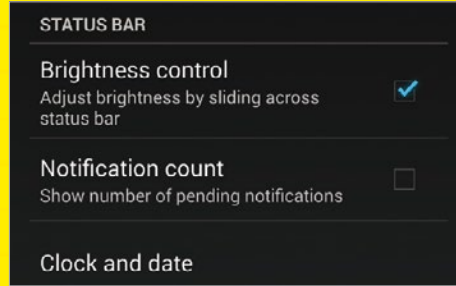 STATUS BAR
Brightness control
Adjust brightness by sliding across
status bar
Notification count
Show number of pending notifications
Clock and date